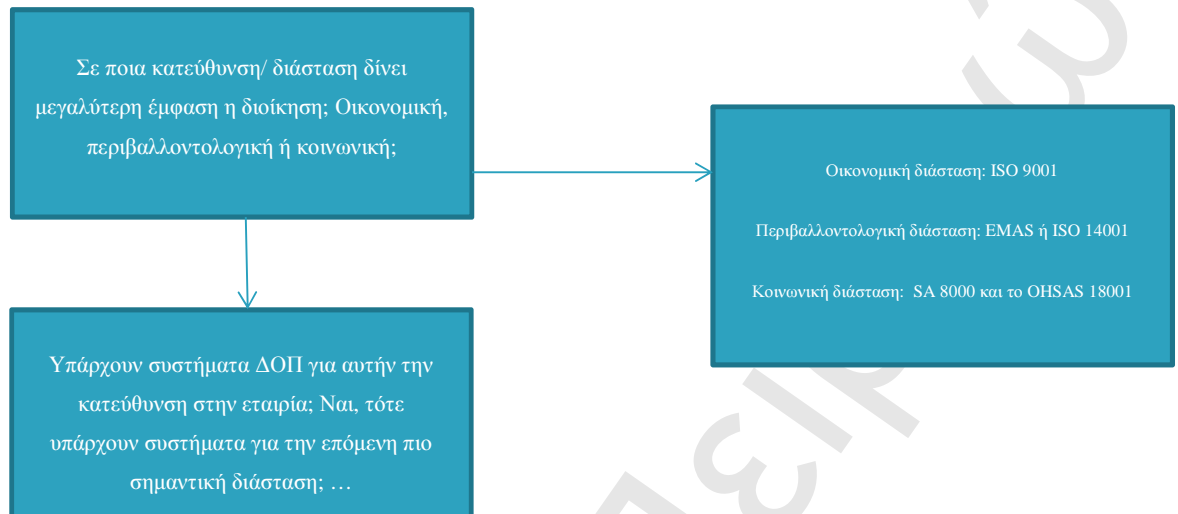 Σε ποια κατεύθυνση/ διάσταση δίνει
μεγαλύτερη έμφαση η διοίκηση; Οικονομική,
περιβαλλοντολογική ή κοινωνική;
Οικονομική διάσταση: ISO 9001
Περιβαλλοντολογική διάσταση: EMAS ή ISO 14001
Κοινωνική διάσταση:  SA 8000 και το OHSAS 18001
Υπάρχουν συστήματα ΔΟΠ για αυτήν την
κατεύθυνση στην εταιρία; Ναι, τότε
υπάρχουν συστήματα για την επόμενη πιο
σημαντική διάσταση; …